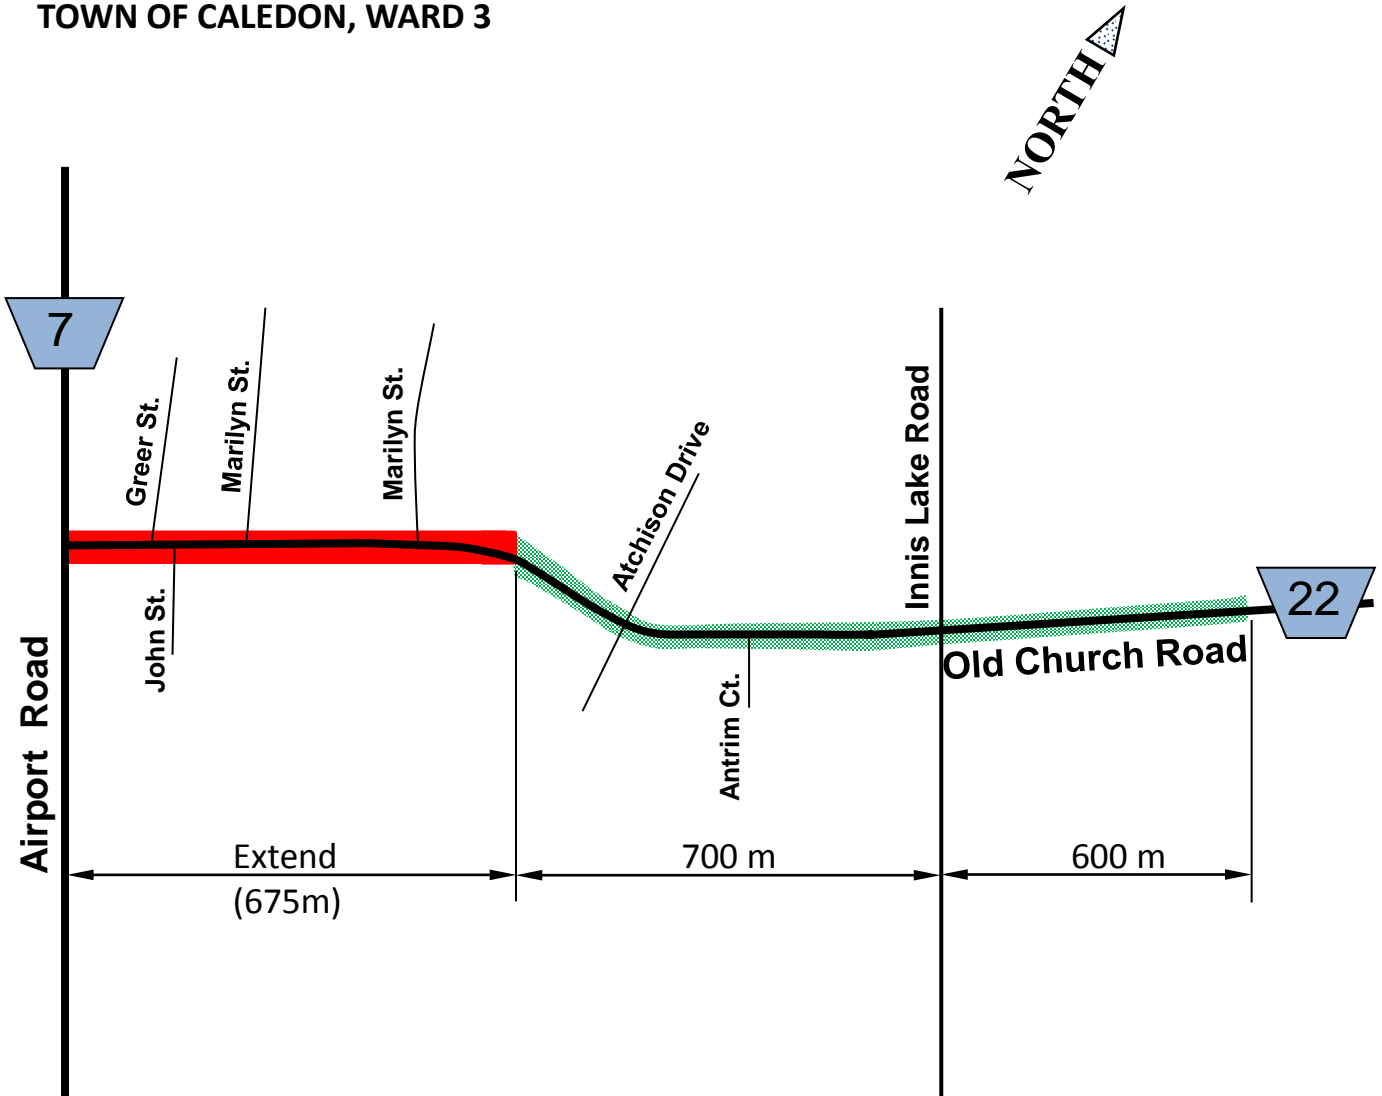 TOWN OF CALEDON, WARD 3
NORTH
7
Greer St.
Marilyn St.
Marilyn St.
Atchison Drive
Innis Lake Road
22
John St.
Old Church Road
Antrim Ct.
Airport Road
Extend
(675m)
700 m
600 m